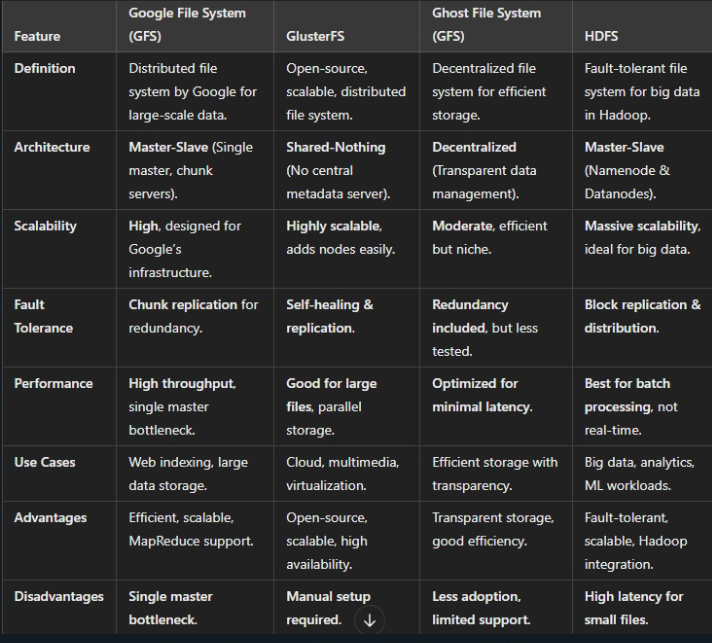 Feature
Google File System
(GFS)
GlusterFS
Ghost File System
(GFS)
HDFS
Definition
Distributed file
system by Google for
large-scale data.
Open-source,
scalable, distributed
file system.
Decentralized file
system for efficient
storage.
Fault-tolerant file
system for big data
in Hadoop.
Architecture
Master-Slave (Single
master, chunk
servers).
Shared-Nothing
(No central
metadata server).
Decentralized
(Transparent data
management).
Master-Slave
(Namenode &
Datanodes).
Scalability
High, designed for
Google's
infrastructure.
Highly scalable,
adds nodes easily.
Moderate, efficient
but niche.
Massive scalability,
ideal for big data.
Fault
Tolerance
Chunk replication for
redundancy.
Self-healing &
replication.
Redundancy
included, but less
tested.
Block replication &
distribution.
Performance
High throughput,
single master
bottleneck.
Good for large
files, parallel
storage.
Optimized for
minimal latency.
Best for batch
processing, not
real-time.
Use Cases
Web indexing, large
data storage.
Cloud, multimedia,
virtualization.
Efficient storage with
transparency.
Big data, analytics,
ML workloads.
Advantages
Efficient, scalable,
MapReduce support.
Open-source,
scalable, high
availability.
Transparent storage,
good efficiency.
Fault-tolerant,
scalable, Hadoop
integration.
Disadvantages
Single master
bottleneck.
Manual setup
required.
Less adoption,
limited support.
High latency for
small files.